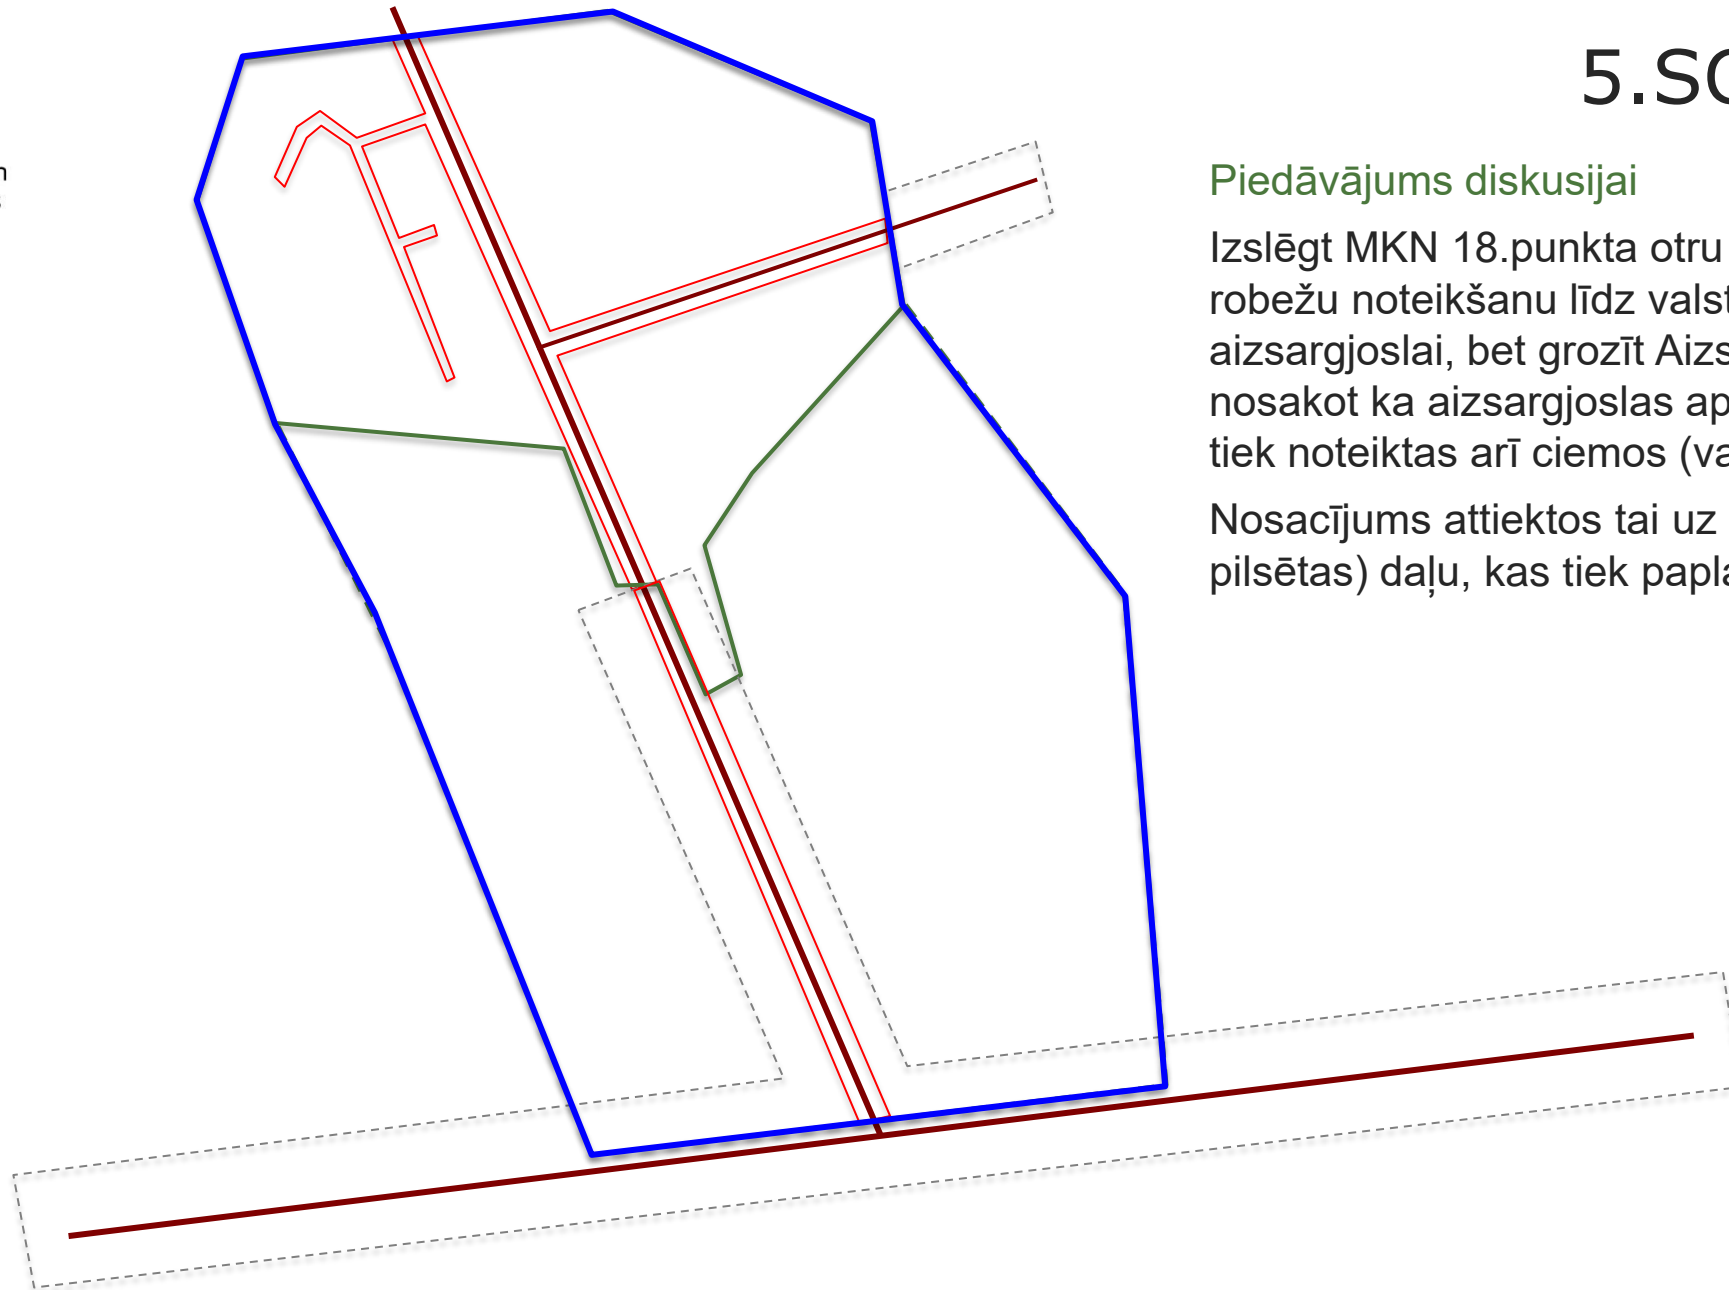 5.SC
Piedāvājums diskusijai
Izslēgt MKN 18.punkta otru
robežu noteikšanu līdz valst
aizsargjoslai, bet grozīt Aizs
nosakot ka aizsargjoslas ap
tiek noteiktas arī ciemos (va
Nosacījums attiektos tai uz
pilsētas) daļu, kas tiek papla